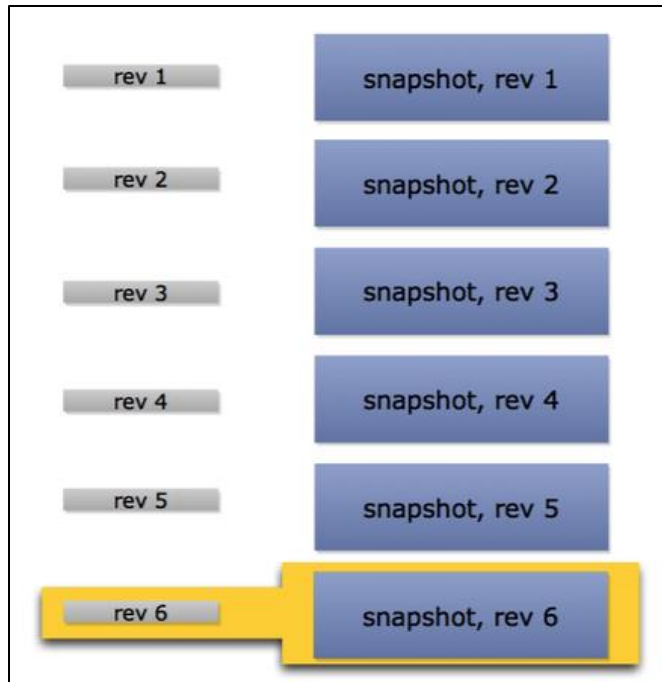 rev 1
snapshot, rev 1
rev 2
snapshot, rev 2
rev 3
snapshot, rev 3
rev 4
snapshot, rev 4
rev 5
snapshot, rev 5
rev 6
snapshot, rev 6